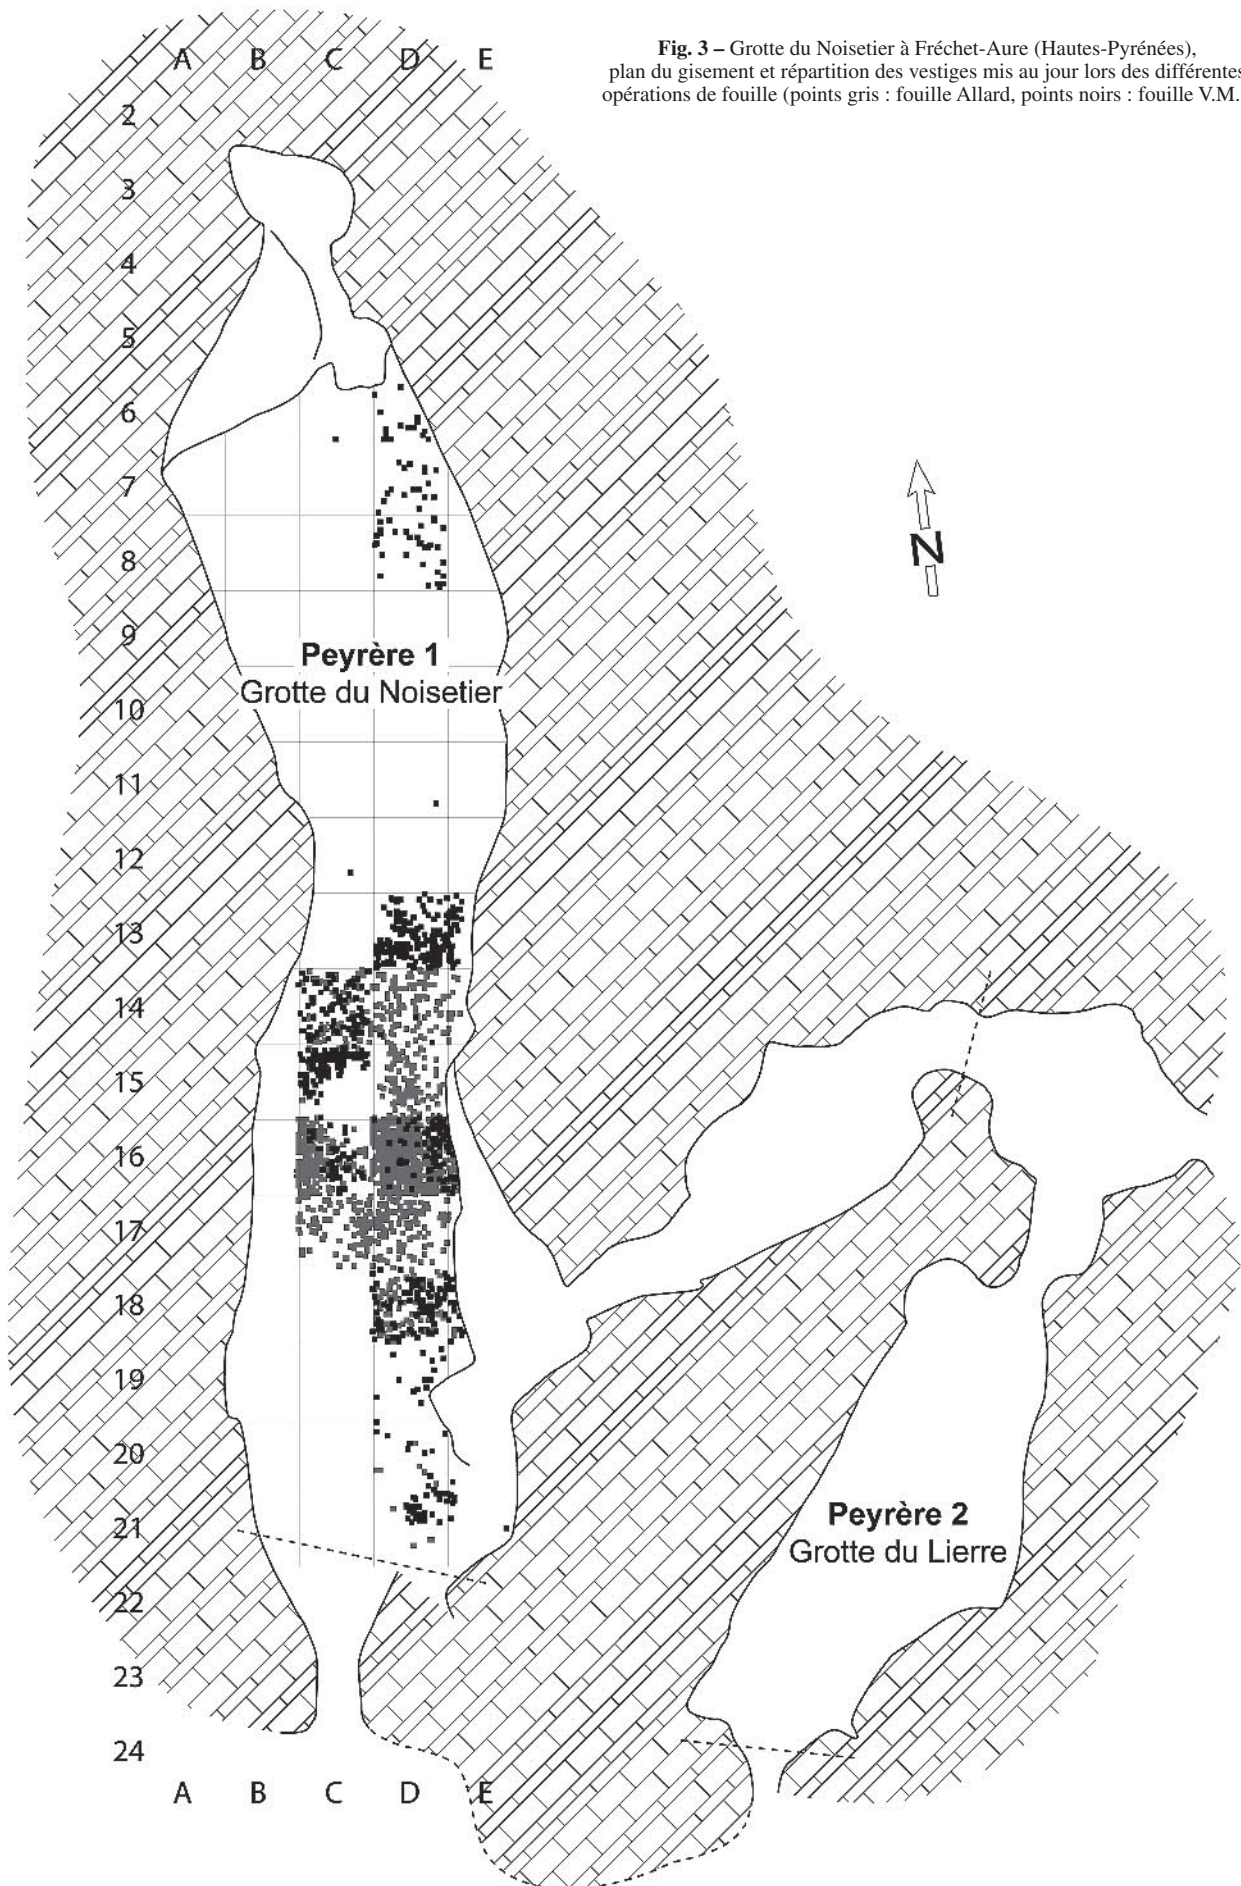 Fig. 3 – Grotte du Noisetier à Fréchet-Aure (Hautes-Pyrénées),
plan du gisement et répartition des vestiges mis au jour lors des différentes
opérations de fouille (points gris : fouille Allard, points noirs : fouille V.M.
A B C D E
2
3
4
5
6
7
8
9
10
11
12
13
14
15
16
17
18
19
20
21
22
23
24
N
Peyrère 1
Grotte du Noisetier
Peyrère 2
Grotte du Lierre
A B C D E